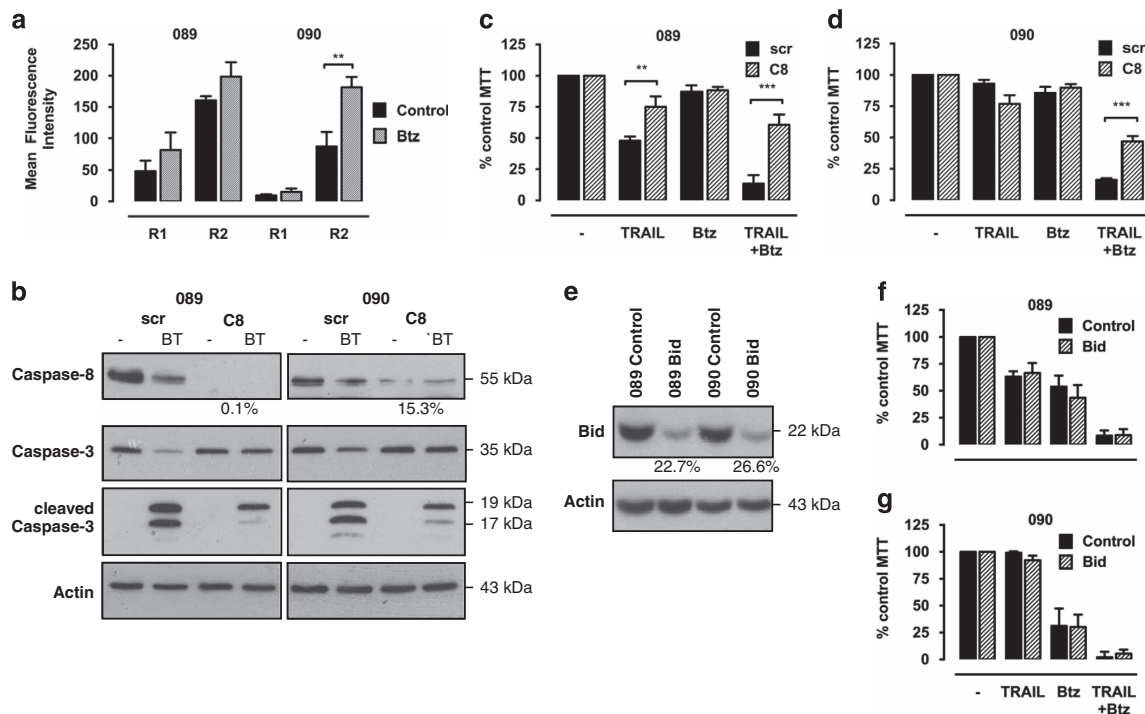 a
089 090
250
200
150
100
50
0
Mean Fluorescence
Intensity
**
Control
Btz
R1 R2 R1 R2
c
089
125
100
75
50
25
0
% control MTT
scr
C8
**
***
- TRAIL Btz TRAIL
+Btz
d
090
125
100
75
50
25
0
% control MTT
scr
C8
***
- TRAIL Btz TRAIL
+Btz
b
089 090
scr C8 scr C8
- BT - BT - BT - `BT
Caspase-8
55 kDa
0.1% 15.3%
Caspase-3
35 kDa
cleaved
Caspase-3
19 kDa
17 kDa
Actin
43 kDa
e
089 Control
089 Bid
090 Control
090 Bid
Bid
22 kDa
22.7% 26.6%
Actin
43 kDa
f
089
125
100
75
50
25
0
% control MTT
Control
Bid
g
090
125
100
75
50
25
0
% control MTT
Control
Bid
- TRAIL Btz TRAIL
+Btz